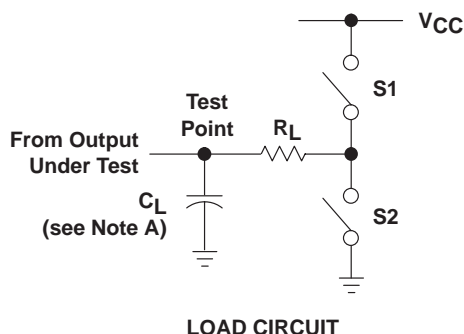 VCC
S1
Test
Point
RL
From Output
Under Test
CL
(see Note A)
S2
LOAD CIRCUIT